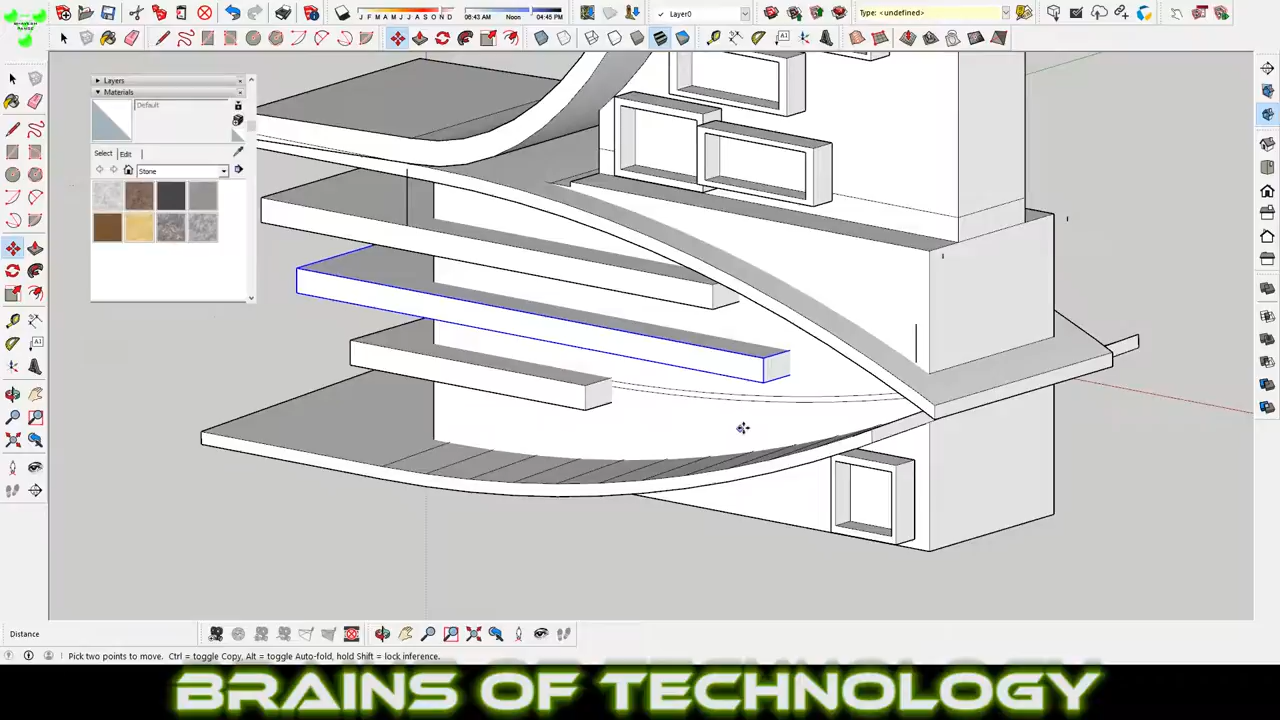 J F M A M J J A S O N D
06:43 AM Noon 04:45 PM
Layer0
Type: <undefined>
Layers
Materials
Default
Select Edit
Stone
Distance
Pick two points to move. Ctrl = toggle Copy, Alt = toggle Auto-fold, hold Shift = lock inference.
BRAINS OF TECHNOLOGY